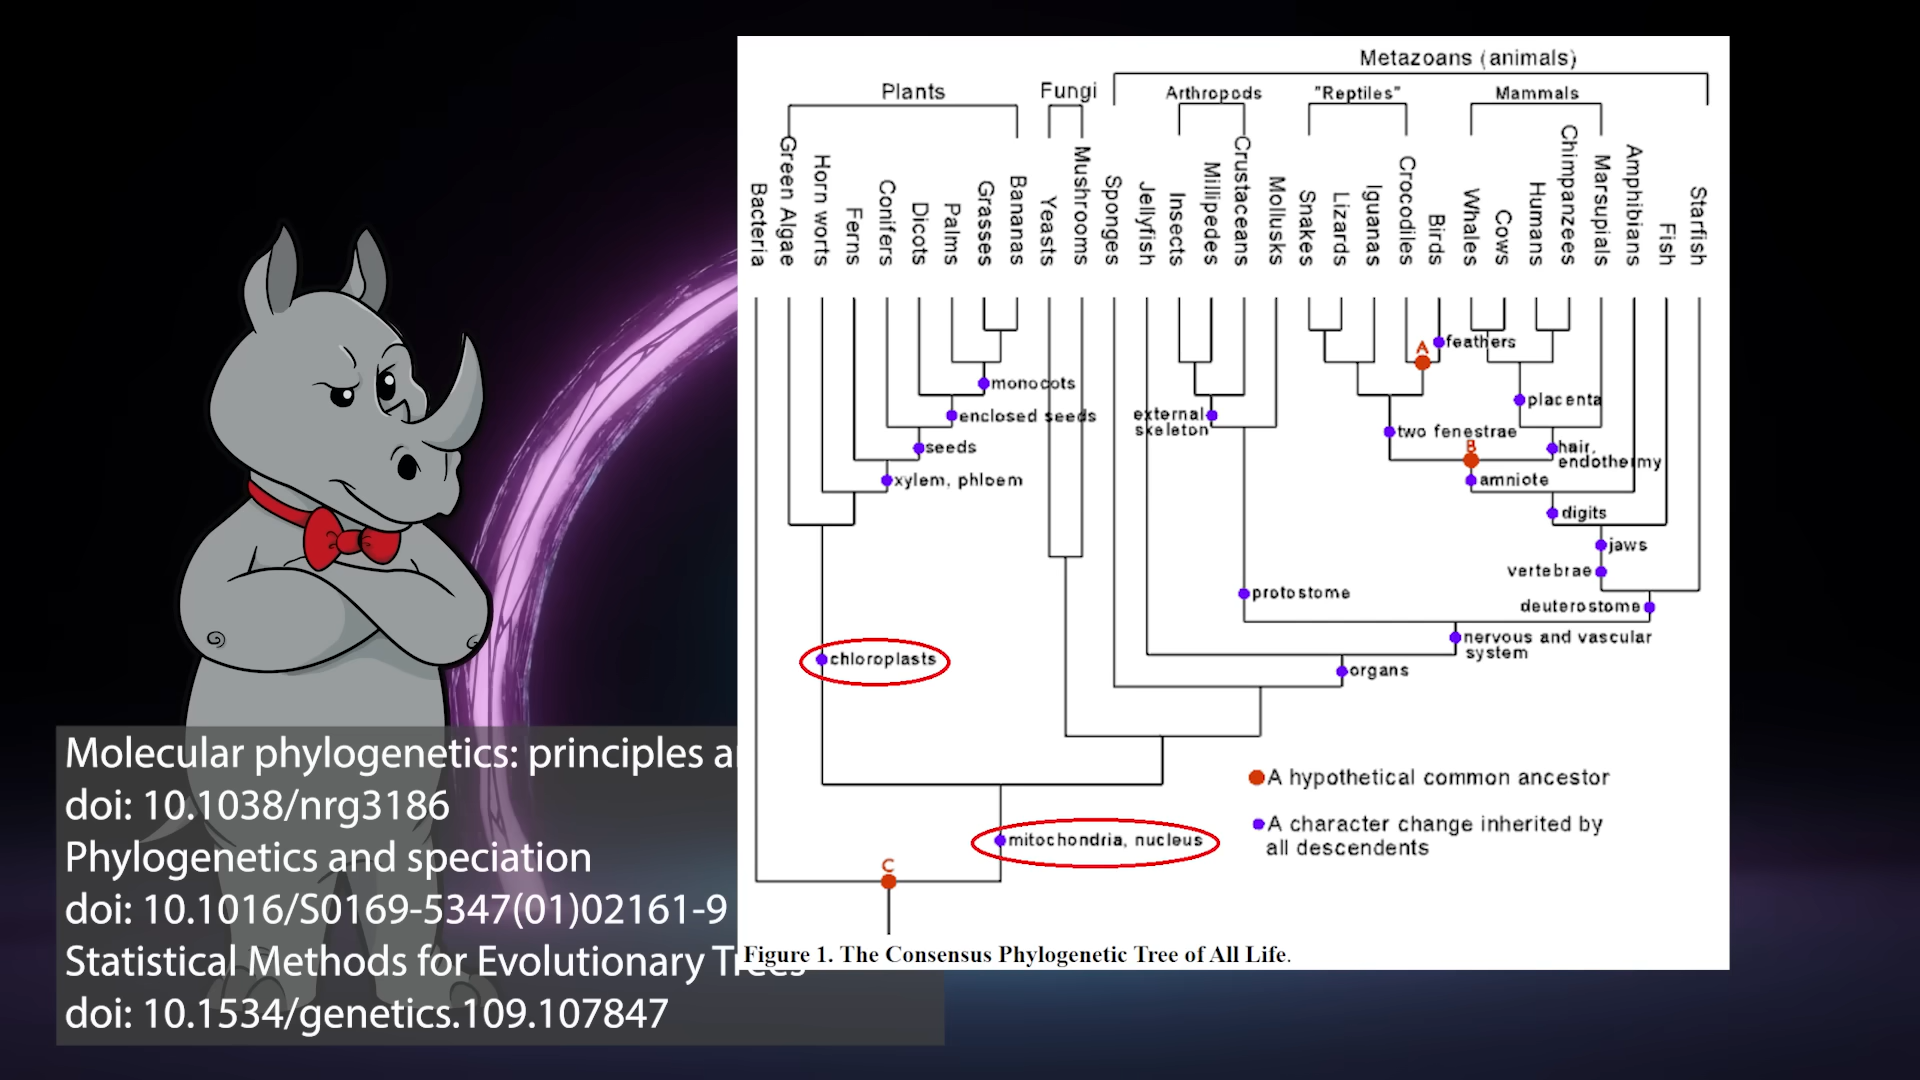 Metazoans (animals)
Plants
Fungi
Arthropods
"Reptiles"
Mammals
Bacteria
Green Algae
Horn worts
Ferns
Conifers
Dicots
Palms
Grasses
Bananas
Yeasts
Mushrooms
Sponges
Jellyfish
Insects
Millipedes
Crustaceans
Mollusks
Snakes
Lizards
Iguanas
Crocodiles
Birds
Whales
Cows
Humans
Chimpanzees
Marsupials
Amphibians
Fish
Starfish
A
feathers
monocots
placenta
enclosed seeds
external
skeleton
two fenestrae
B
seeds
hair,
endothermy
xylem, phloem
amniote
digits
jaws
vertebrae
protostome
deuterostome
nervous and vascular
system
chloroplasts
organs
A hypothetical common ancestor
A character change inherited by
all descendents
mitochondria, nucleus
C
Figure 1. The Consensus Phylogenetic Tree of All Life.
Molecular phylogenetics: principles
doi: 10.1038/nrg3186
Phylogenetics and speciation
doi: 10.1016/S0169-5347(01)02161-9
Statistical Methods for Evolutionary Trees
doi: 10.1534/genetics.109.107847